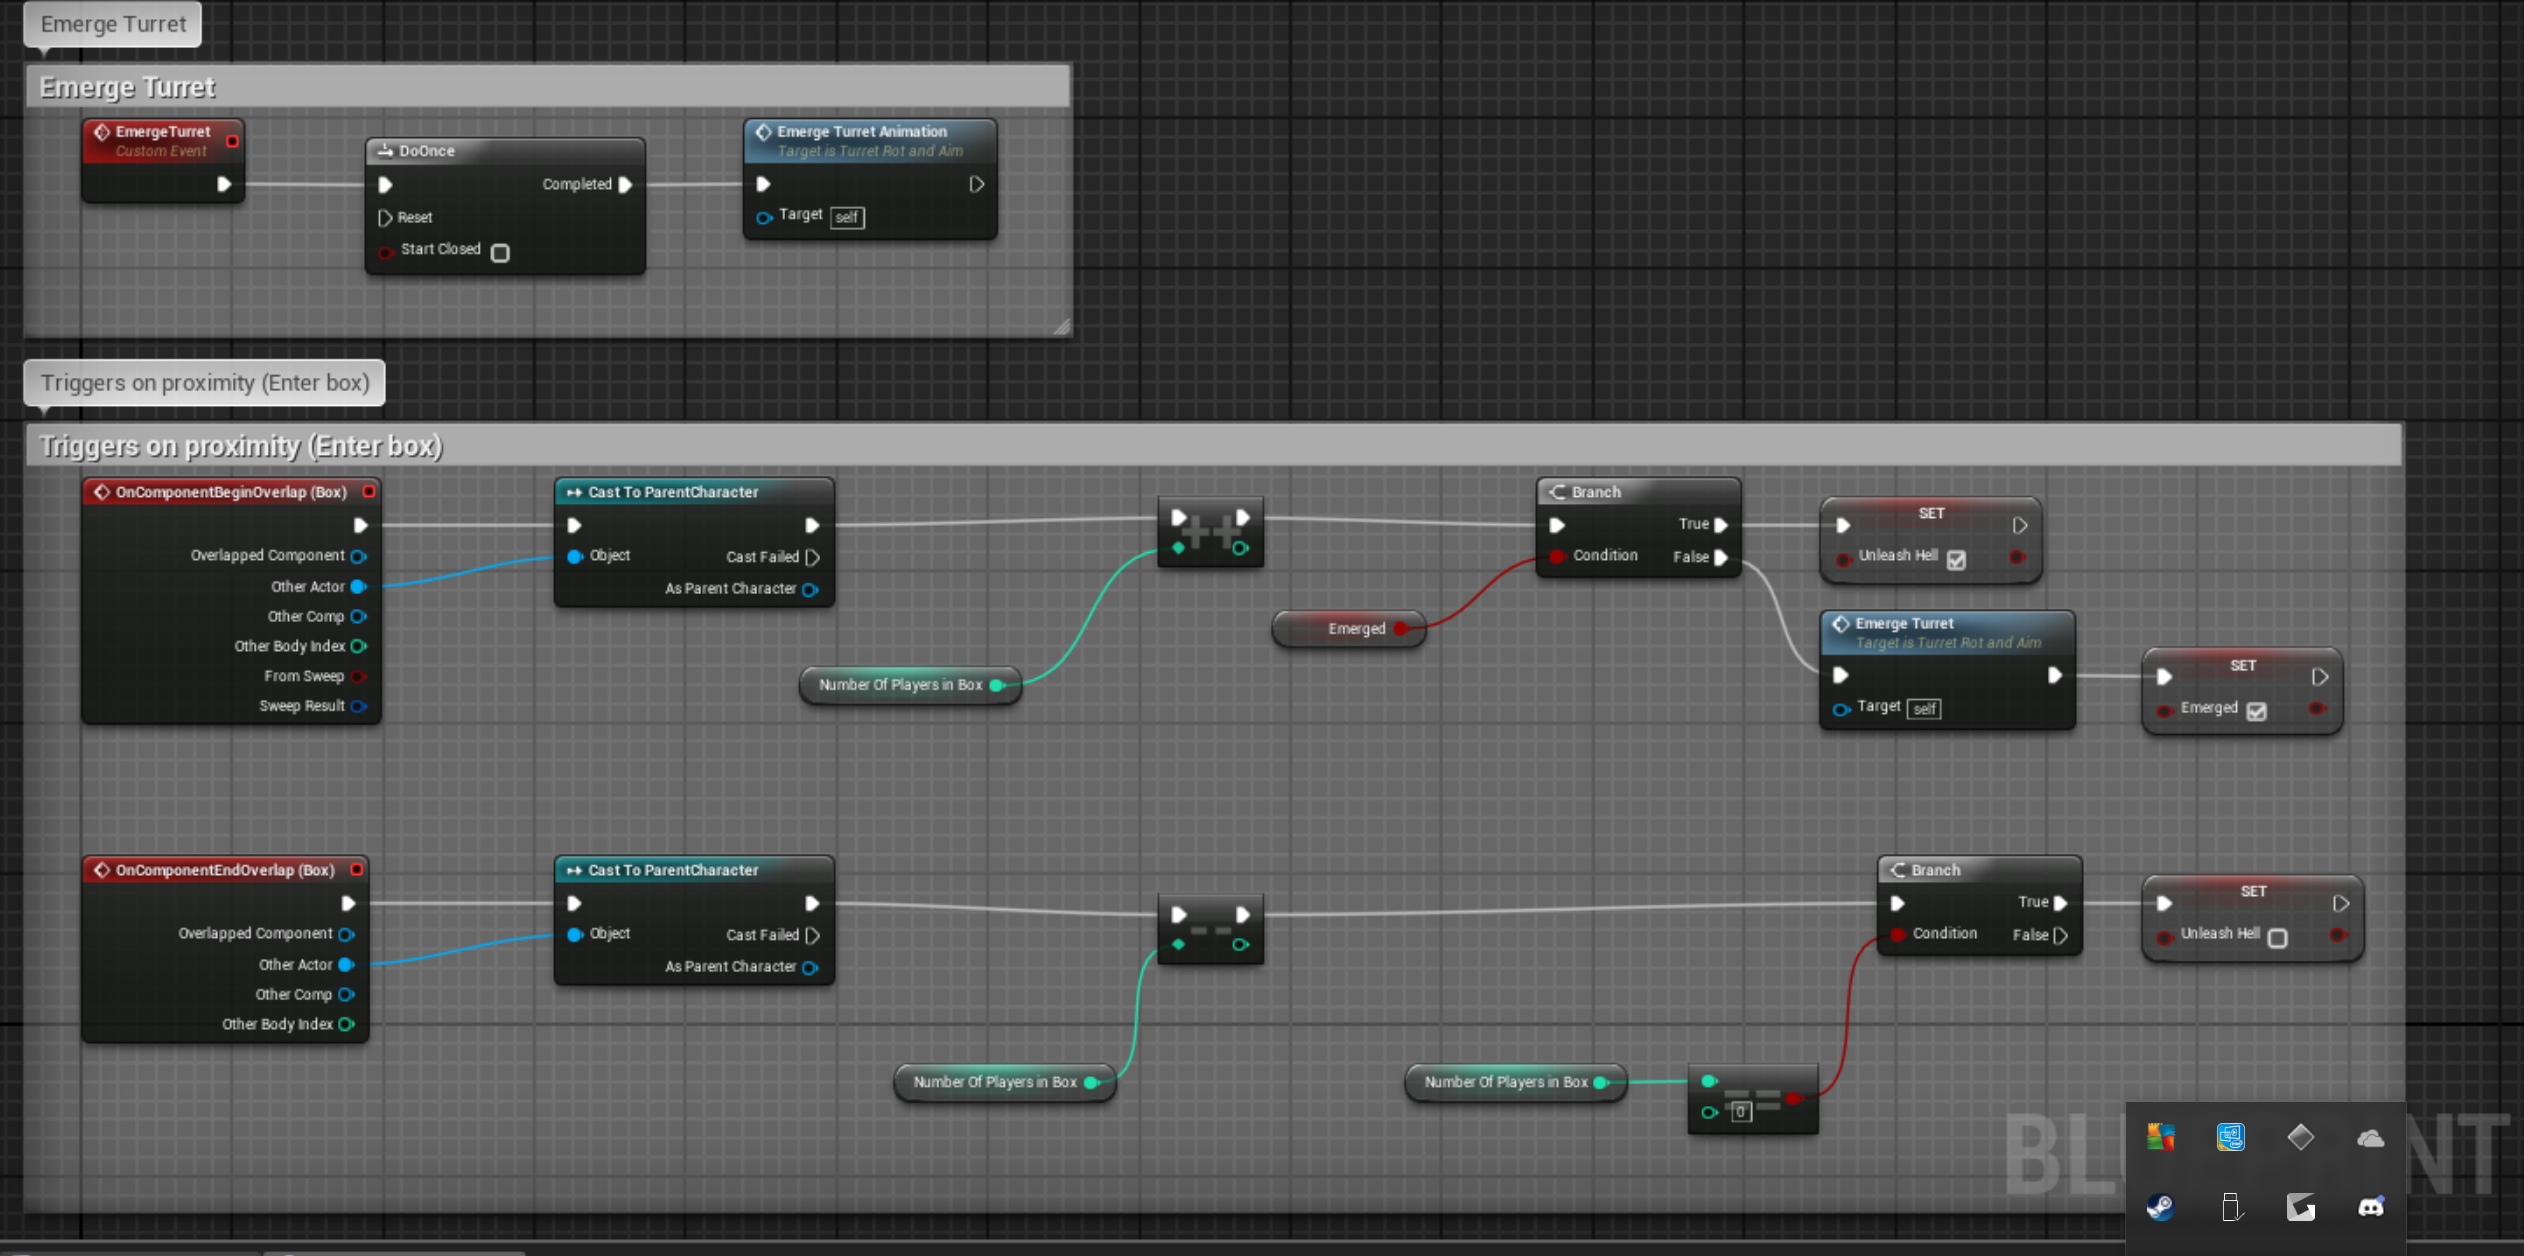 Emerge Turret
Emerge Turret
EmergeTurret
Custom Event
DoOnce
Completed
Reset
Start Closed
Emerge Turret Animation
Target is Turret Rot and Aim
Target self
Triggers on proximity (Enter box)
Triggers on proximity (Enter box)
OnComponentBeginOverlap (Box)
Overlapped Component
Other Actor
Other Comp
Other Body Index
From Sweep
Sweep Result
Cast To ParentCharacter
Object
Cast Failed
As Parent Character
Number Of Players in Box
++
Emerged
Branch
True
Condition
False
SET
Unleash Hell
Emerge Turret
Target is Turret Rot and Aim
Target self
SET
Emerged
OnComponentEndOverlap (Box)
Overlapped Component
Other Actor
Other Comp
Other Body Index
Cast To ParentCharacter
Object
Cast Failed
As Parent Character
Number Of Players in Box
--
Number Of Players in Box
==
0
Branch
True
Condition
False
SET
Unleash Hell